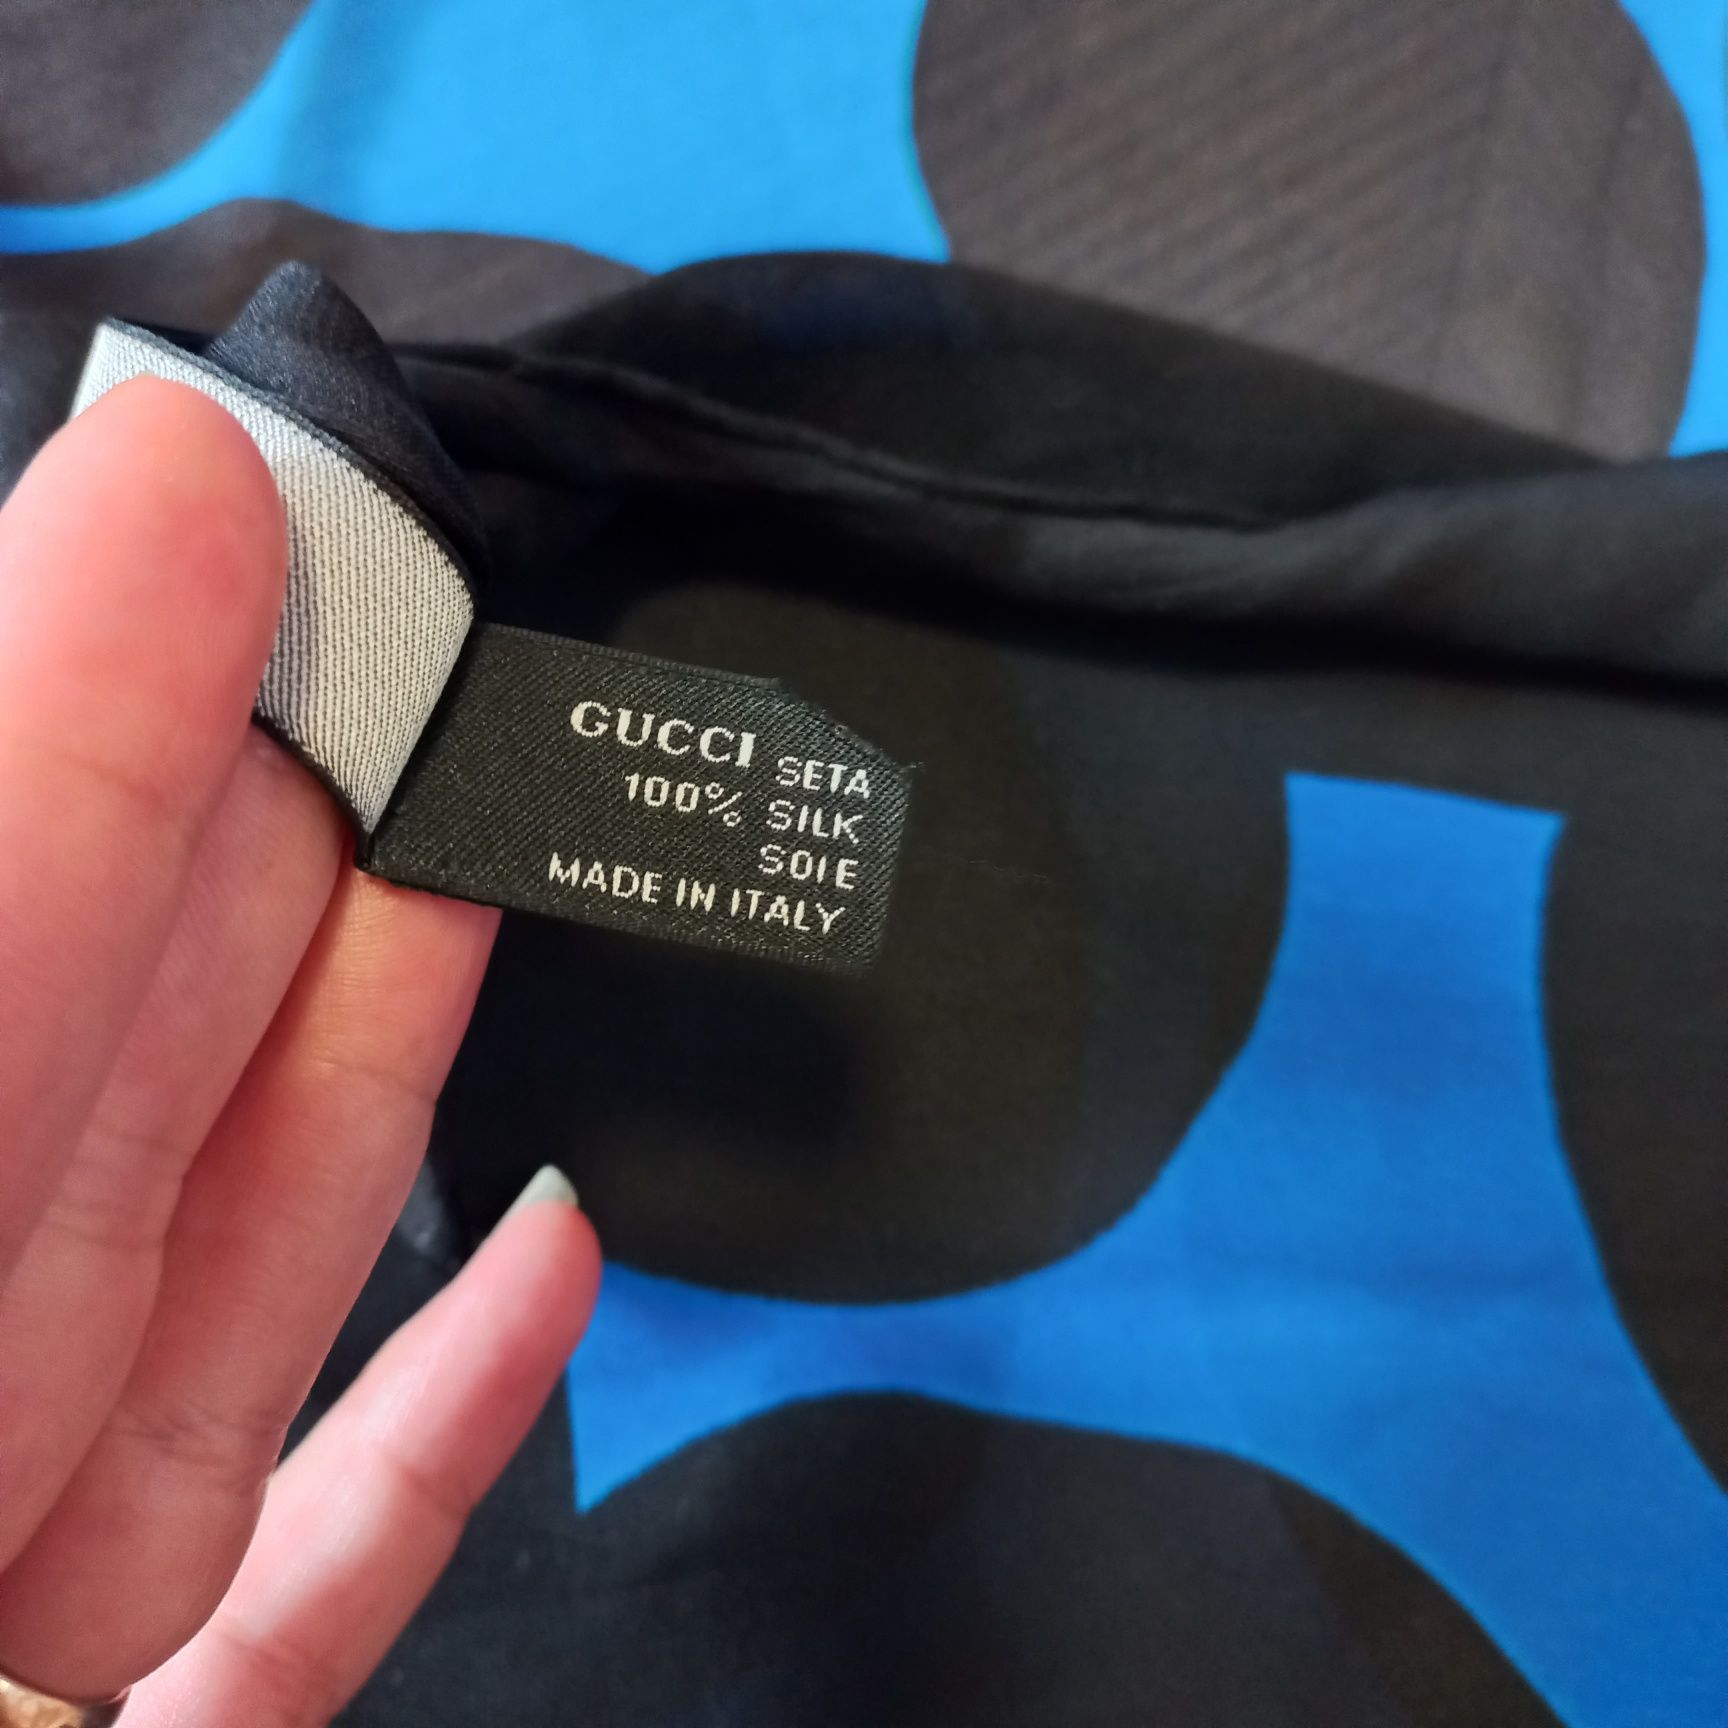 GUCCI SETA
100% SILK
SOIE
MADE IN ITALY